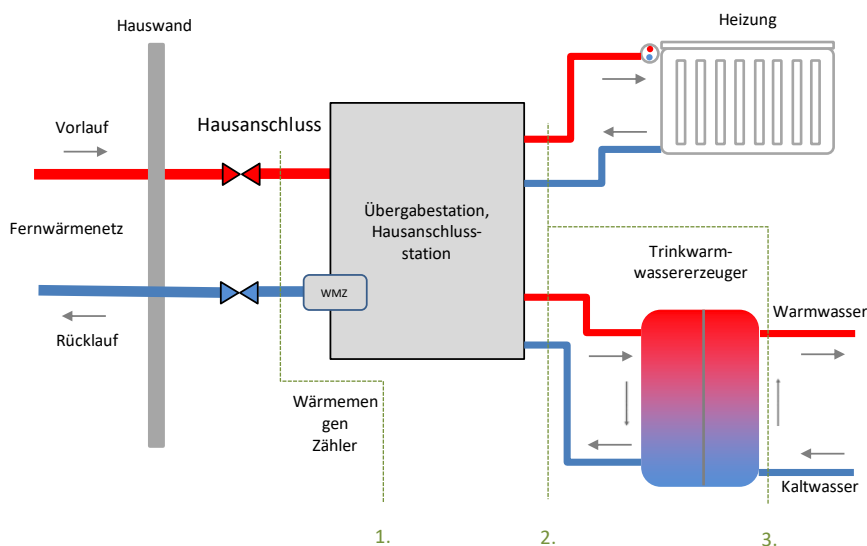 Hauswand
Heizung
Vorlauf
Hausanschluss
Fernwärmenetz
Übergabestation,
Hausanschluss-
station
WMZ
Rücklauf
Trinkwarm-
wassererzeuger
Warmwasser
Wärmemen
gen
Zähler
Kaltwasser
1.
2.
3.